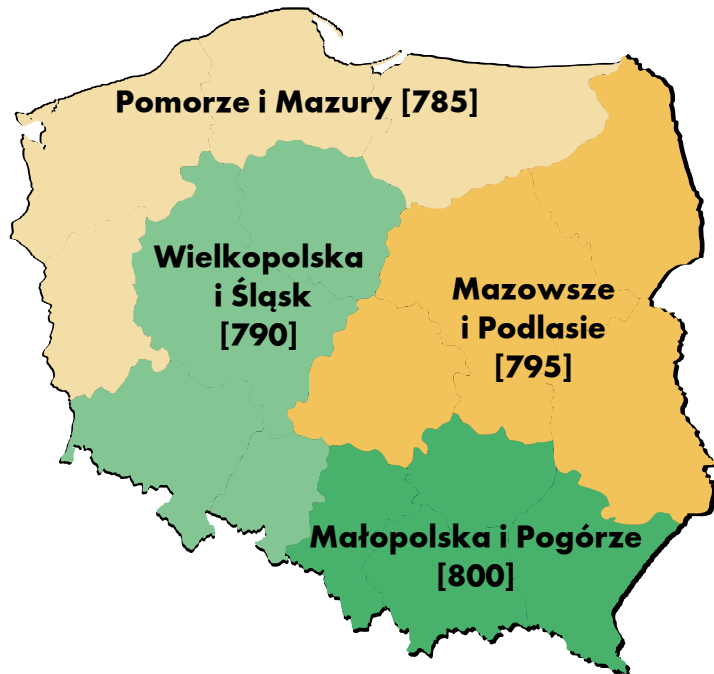 Pomorze i Mazury [785]
Wielkopolska
i Śląsk
[790]
Mazowsze
i Podlasie
[795]
Małopolska i Pogórze
[800]